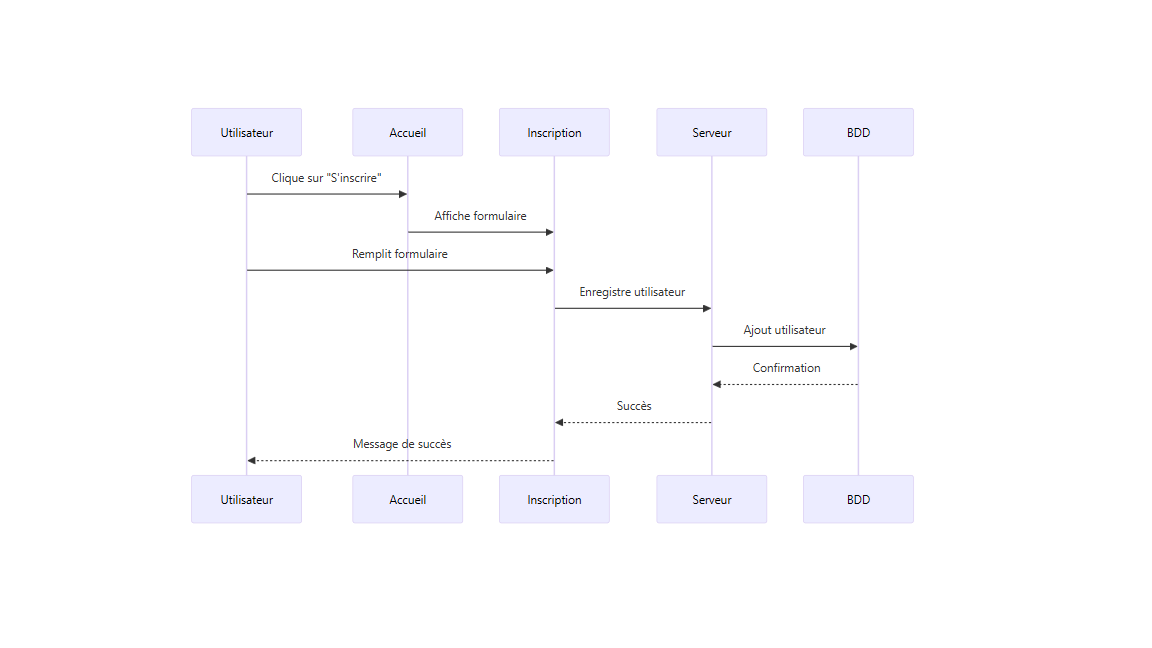 Utilisateur
Accueil
Inscription
Serveur
BDD
Clique sur "S'inscrire"
Affiche formulaire
Remplit formulaire
Enregistre utilisateur
Ajout utilisateur
Confirmation
Succès
Message de succès
Utilisateur
Accueil
Inscription
Serveur
BDD